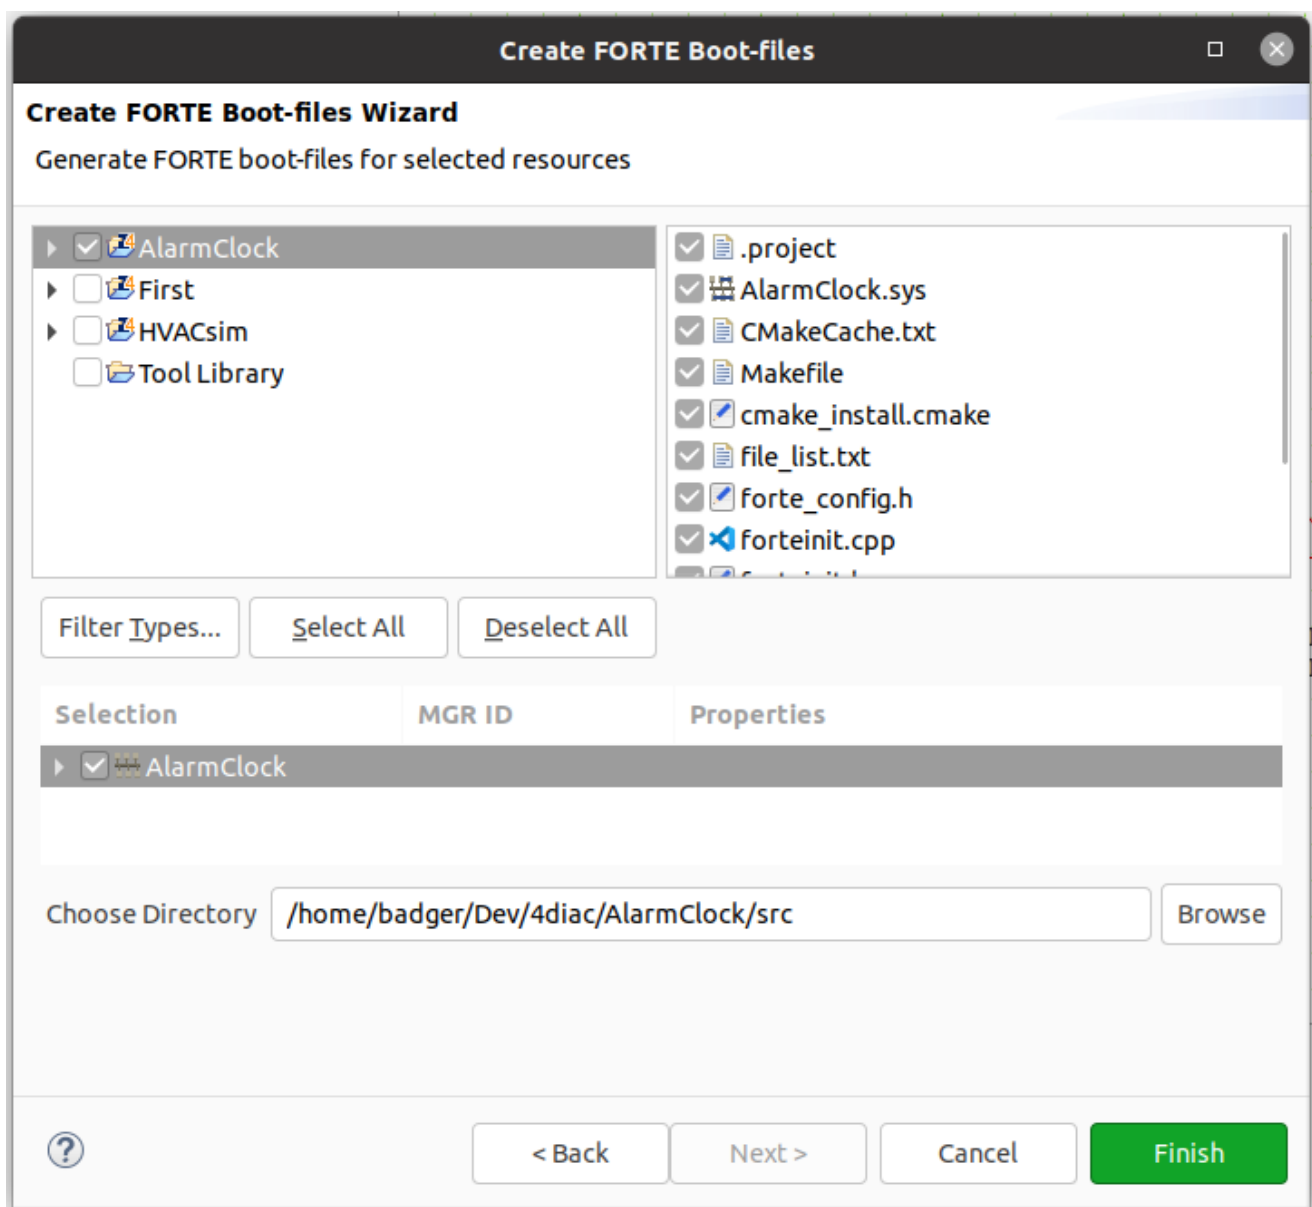 Create FORTE Boot-files
Create FORTE Boot-files Wizard
Generate FORTE boot-files for selected resources
AlarmClock
First
HVACsim
Tool Library
.project
AlarmClock.sys
CMakeCache.txt
Makefile
cmake_install.cmake
file_list.txt
forte_config.h
forteinit.cpp
Filter Types... Select All Deselect All
Selection MGR ID Properties
AlarmClock
Choose Directory /home/badger/Dev/4diac/AlarmClock/src Browse
< Back Next > Cancel Finish